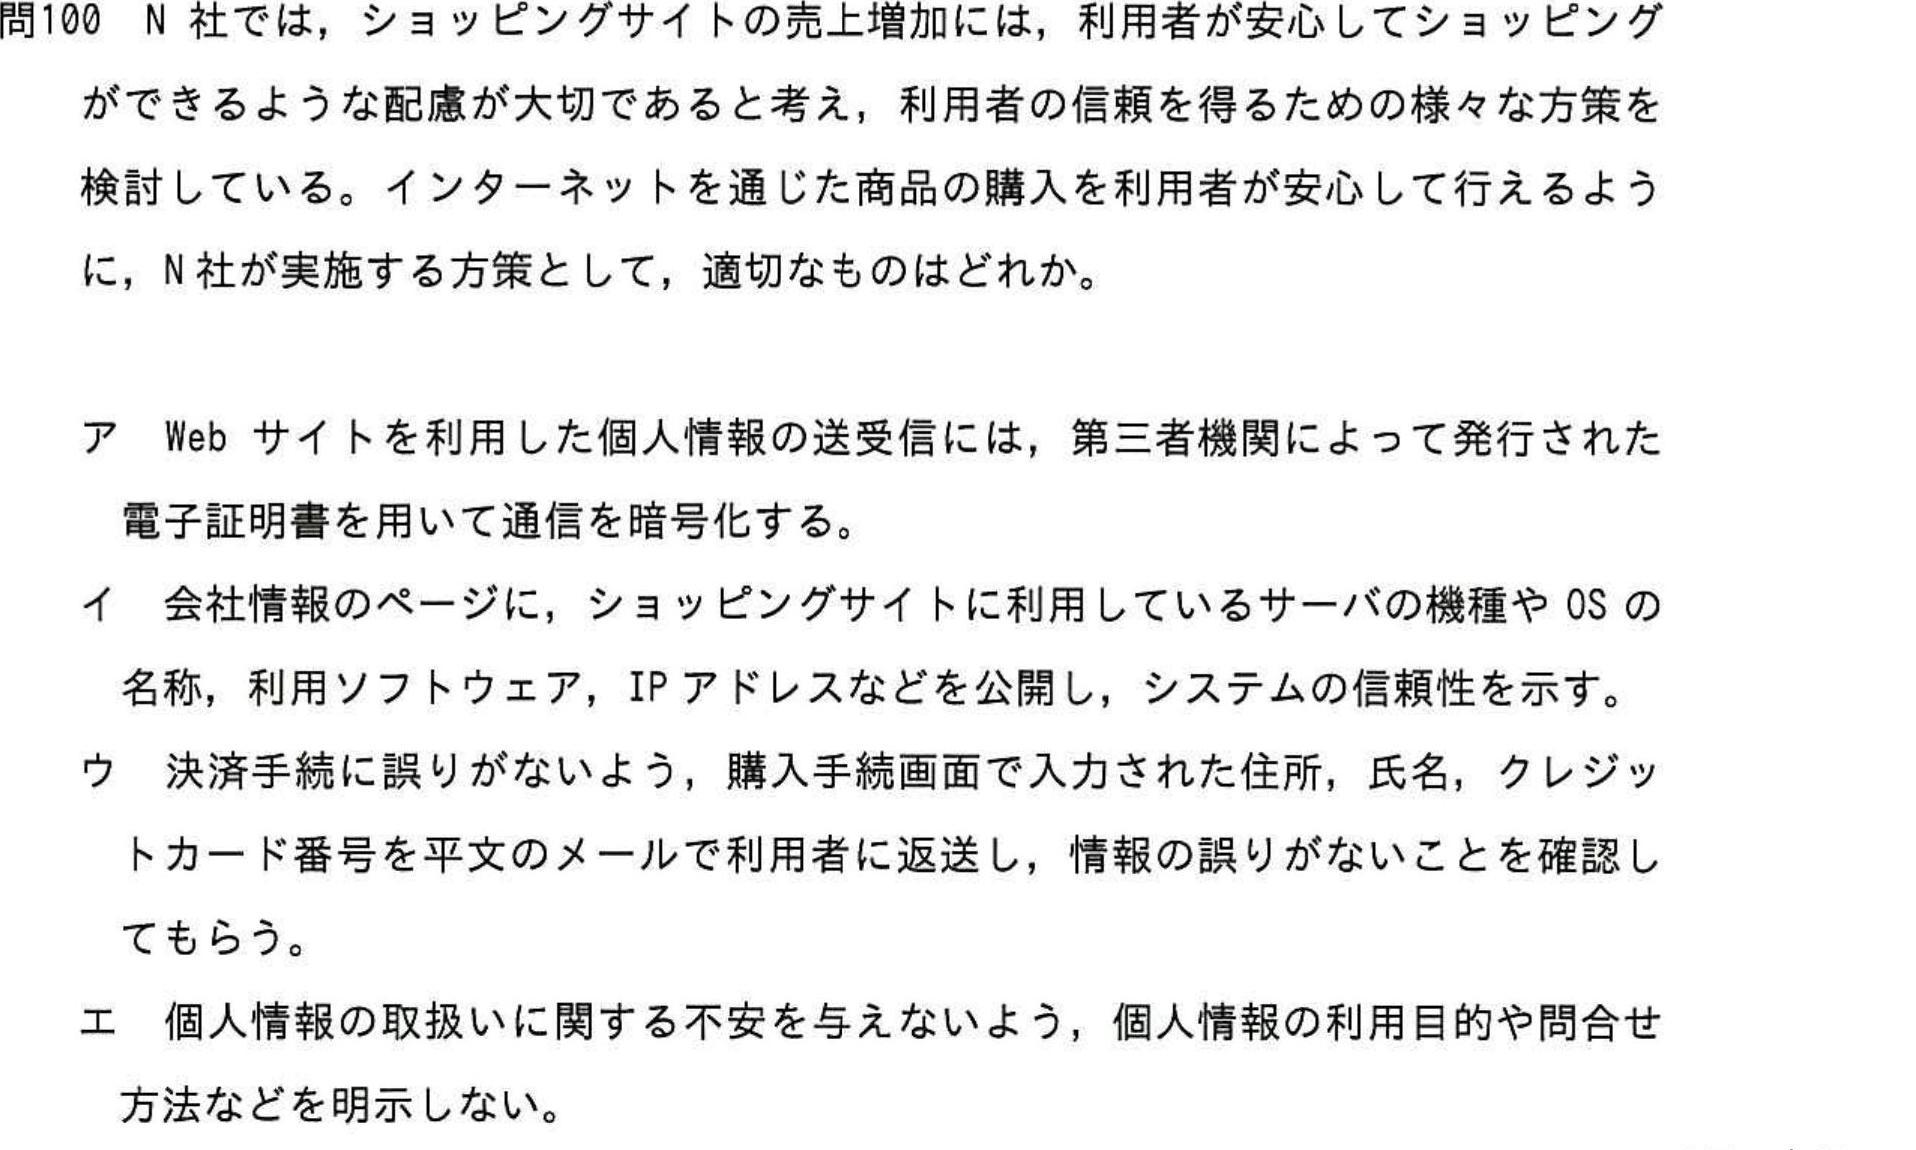 問100 N 社では，ショッピングサイトの売上増加には，利用者が安心してショッピング
ができるような配慮が大切であると考え，利用者の信頼を得るための様々な方策を
検討している。インターネットを通じた商品の購入を利用者が安心して行えるよう
に，N社が実施する方策として，適切なものはどれか。
ア Web サイトを利用した個人情報の送受信には，第三者機関によって発行された
電子証明書を用いて通信を暗号化する。
イ 会社情報のページに，ショッピングサイトに利用しているサーバの機種や OS の
名称，利用ソフトウェア，IPアドレスなどを公開し，システムの信頼性を示す。
ウ 決済手続に誤りがないよう，購入手続画面で入力された住所，氏名，クレジッ
トカード番号を平文のメールで利用者に返送し，情報の誤りがないことを確認し
てもらう。
エ 個人情報の取扱いに関する不安を与えないよう，個人情報の利用目的や問合せ
方法などを明示しない。